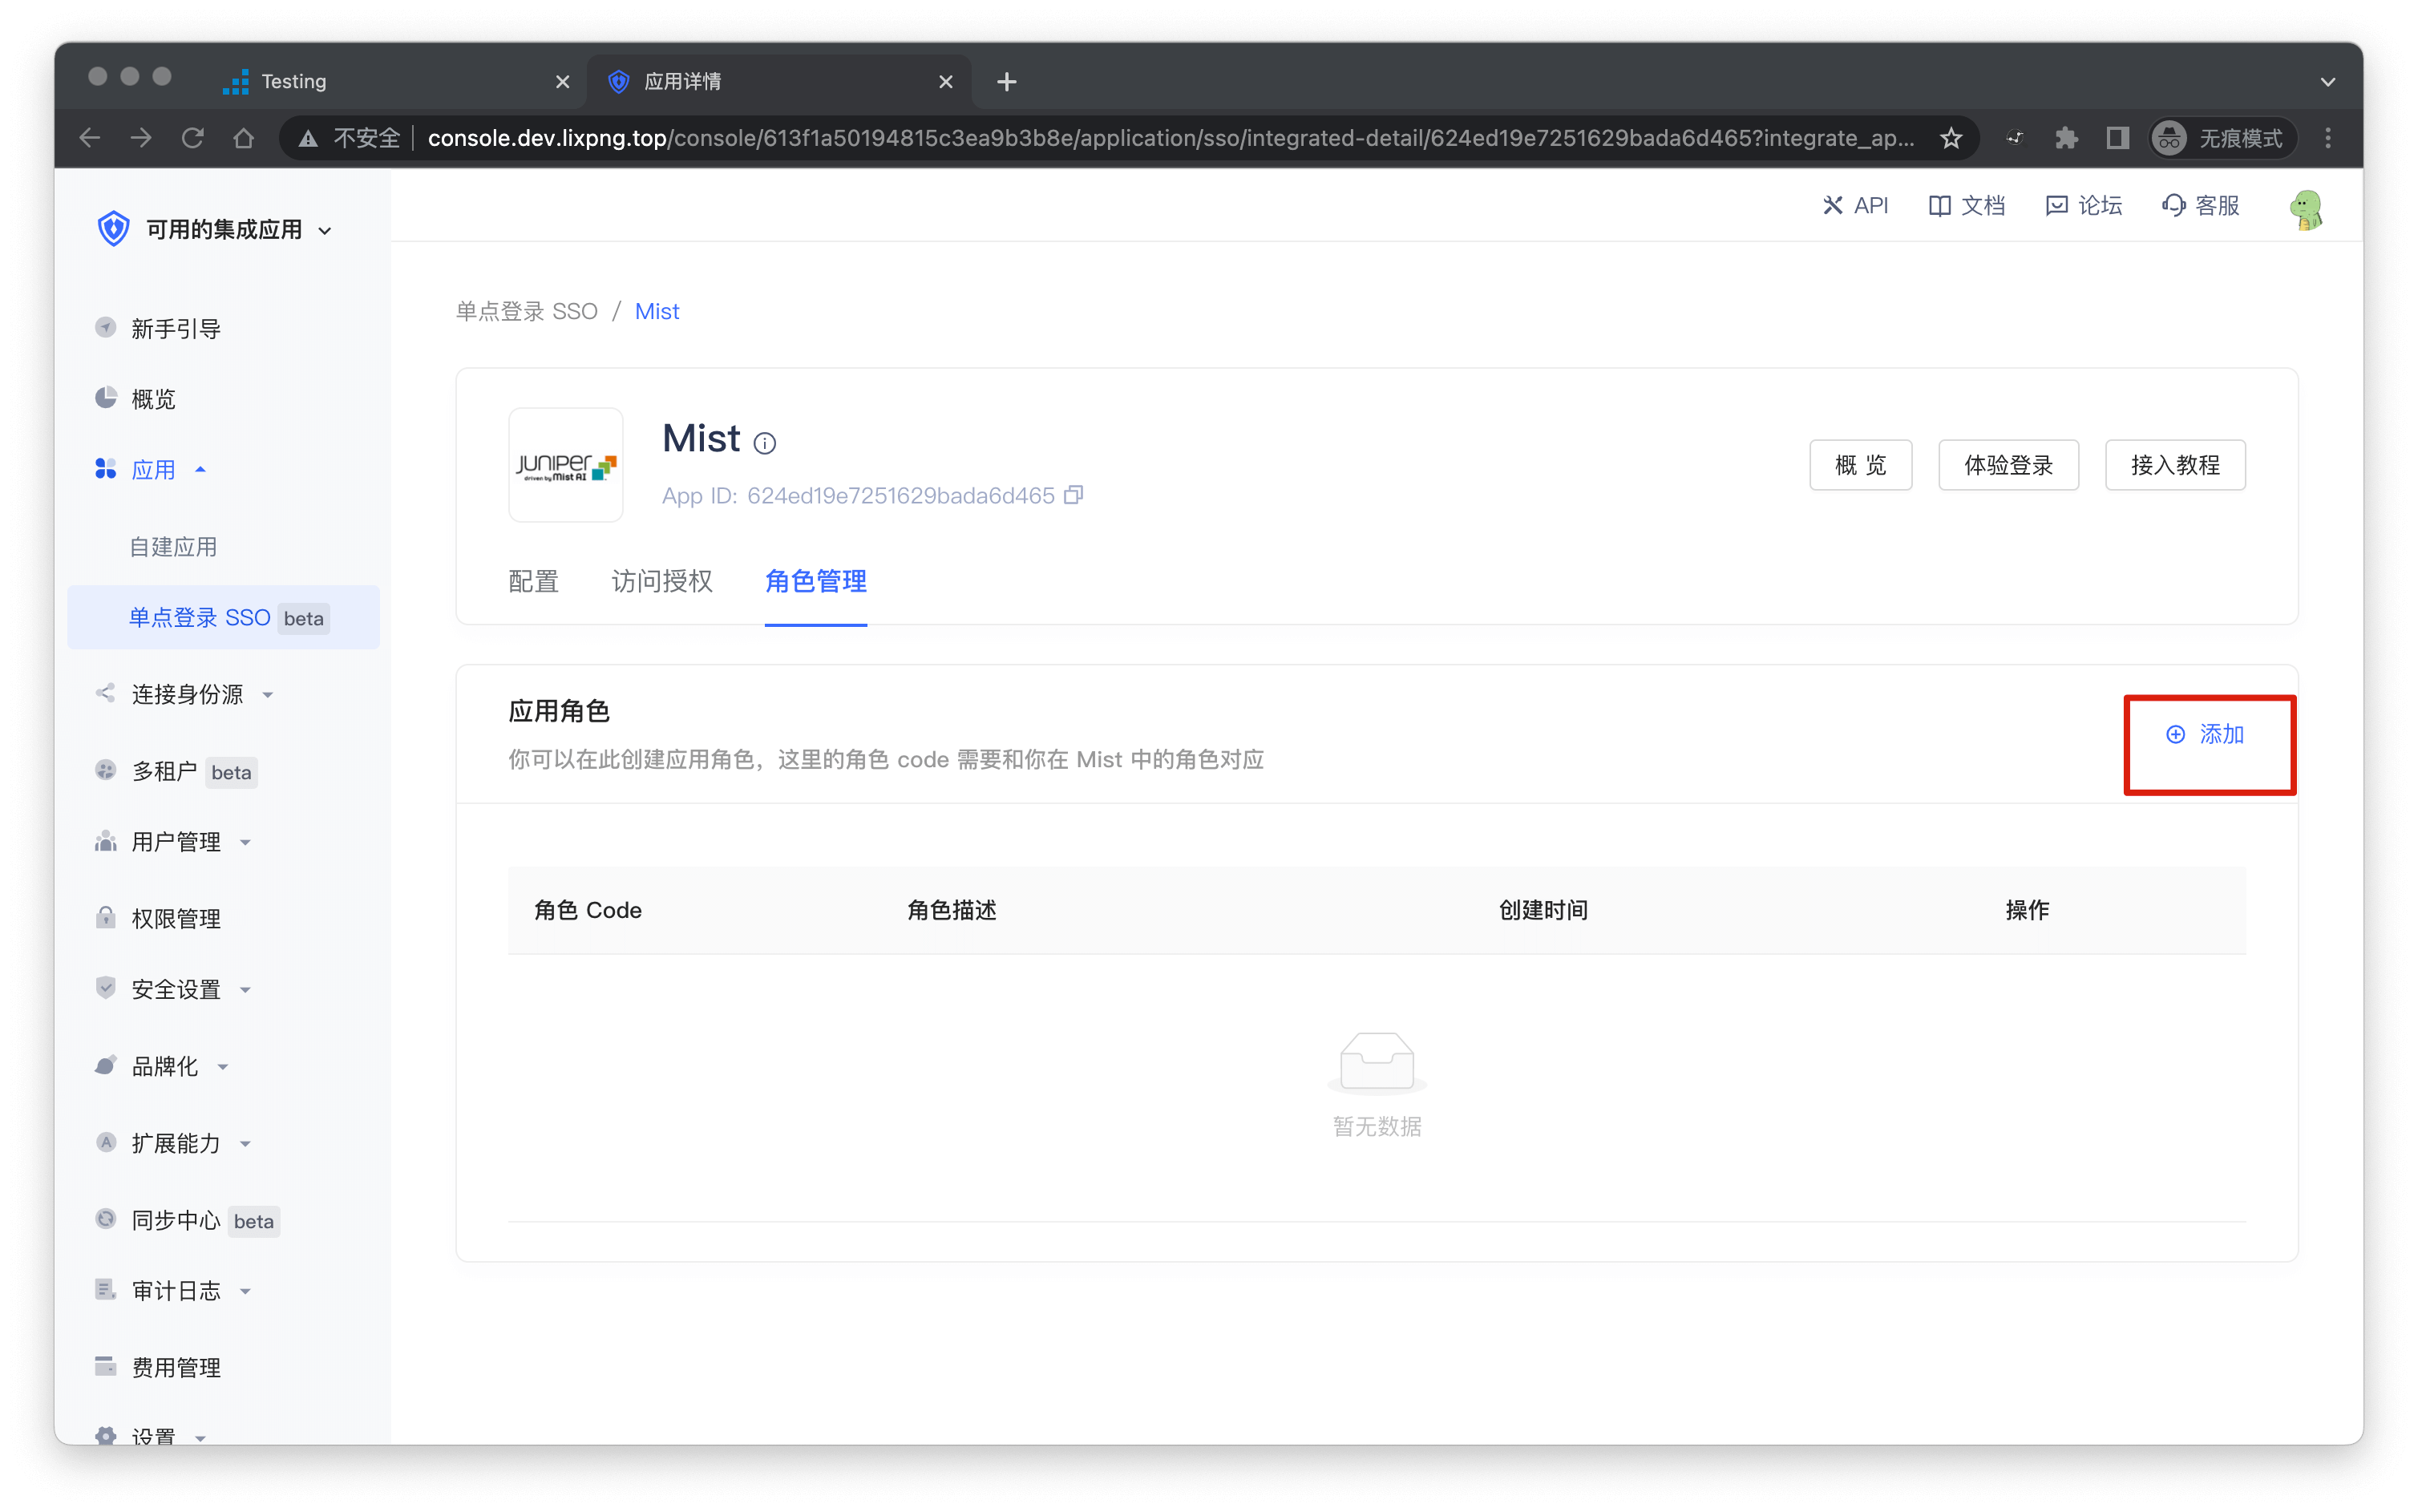 Testing
应用详情
不安全
console.dev.lixpng.top/console/613f1a50194815c3ea9b3b8e/application/sso/integrated-detail/624ed19e7251629bada6d465?integrate_ap...
无痕模式
可用的集成应用
API
文档
论坛
客服
新手引导
概览
应用
自建应用
单点登录 SSO beta
连接身份源
多租户 beta
用户管理
权限管理
安全设置
品牌化
扩展能力
同步中心 beta
审计日志
费用管理
设置
单点登录 SSO / Mist
JUNIPEr
driven by Mist AI
Mist
App ID: 624ed19e7251629bada6d465
概 览
体验登录
接入教程
配置
访问授权
角色管理
应用角色
添加
你可以在此创建应用角色，这里的角色 code 需要和你在 Mist 中的角色对应
角色 Code
角色描述
创建时间
操作
暂无数据